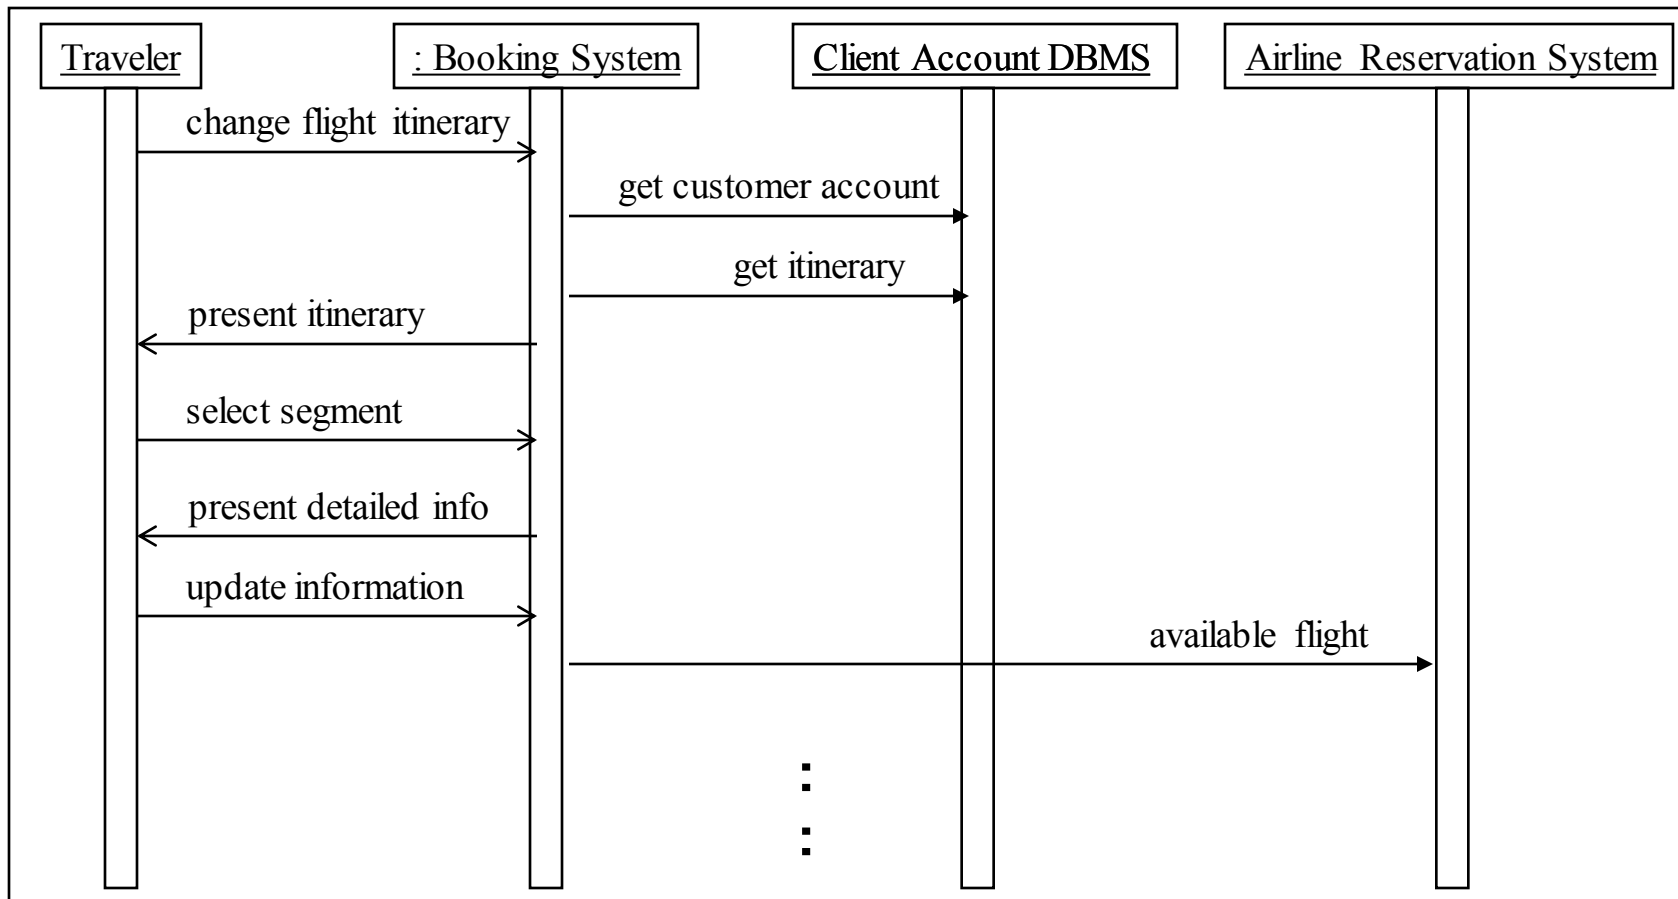 Traveler
: Booking System
Client Account DBMS
Airline Reservation System
change flight itinerary
get customer account
get itinerary
present itinerary
select segment
present detailed info
update information
available flight